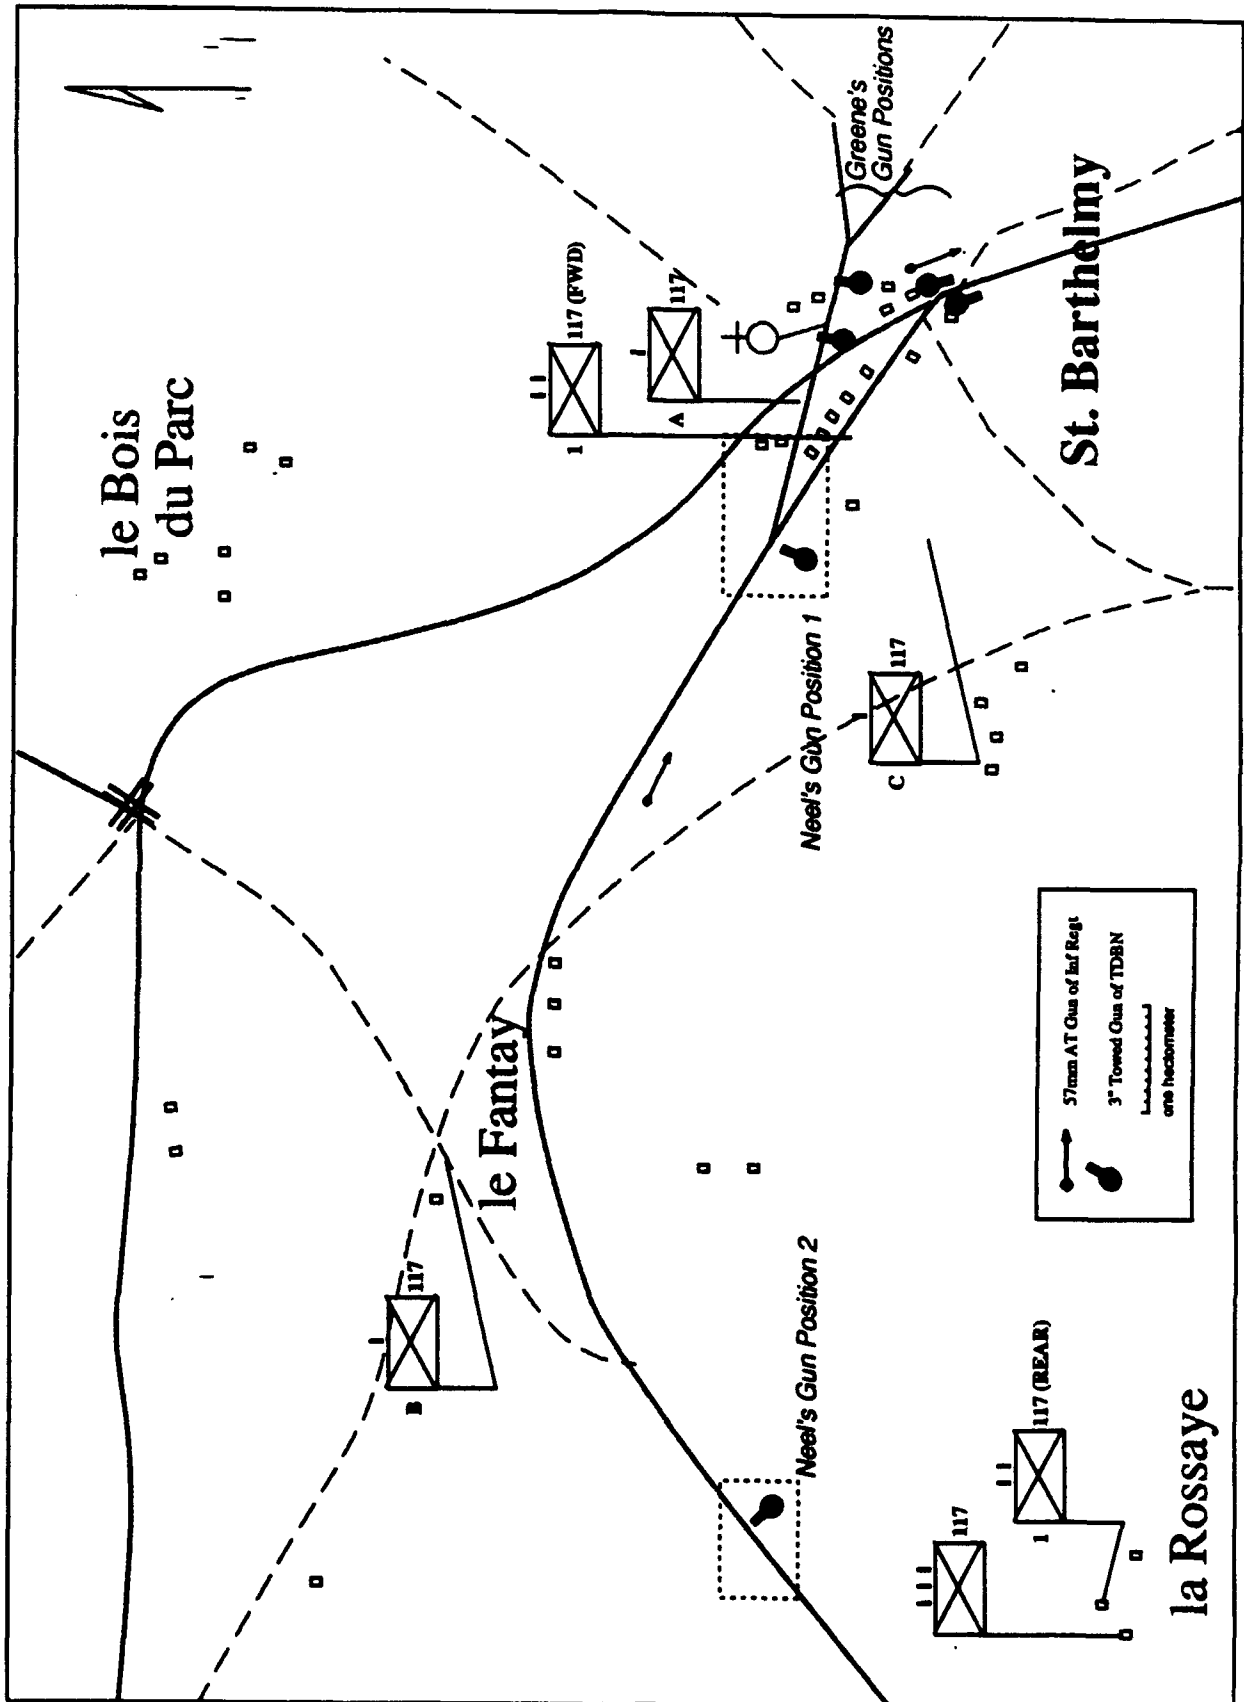 le Bois
du Parc
Greene's
Gun Positions
1
117 (FWD)
A
117
St. Barthelmy
le Fantay
B
117
Neel's Gun Position 1
C
117
Neel's Gun Position 2
117
1
117 (REAR)
la Rossaye
57mm AT Gun of Inf Regt
3" Towed Gun of TDBN
one hectometer